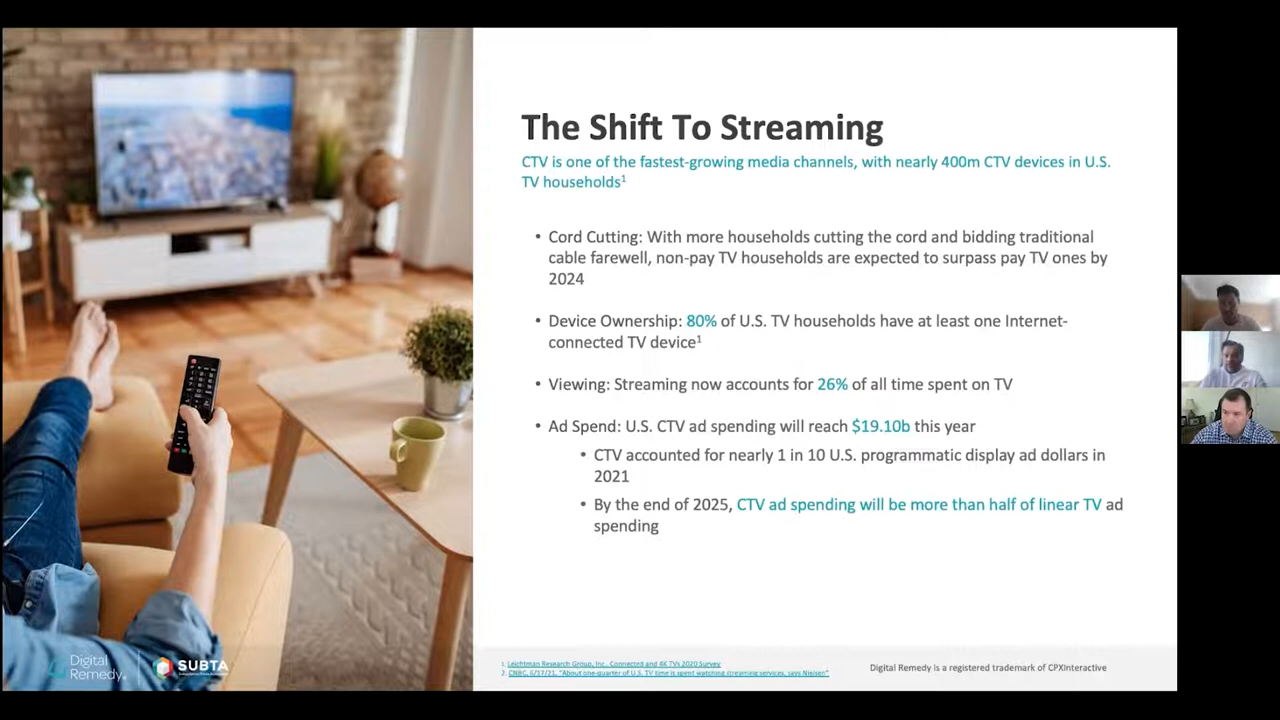 The Shift To Streaming
CTV is one of the fastest-growing media channels, with nearly 400m CTV devices in U.S.
TV households1
• Cord Cutting: With more households cutting the cord and bidding traditional
cable farewell, non-pay TV households are expected to surpass pay TV ones by
2024
• Device Ownership: 80% of U.S. TV households have at least one Internet-
connected TV device1
• Viewing: Streaming now accounts for 26% of all time spent on TV
• Ad Spend: U.S. CTV ad spending will reach $19.10b this year
• CTV accounted for nearly 1 in 10 U.S. programmatic display ad dollars in
2021
• By the end of 2025, CTV ad spending will be more than half of linear TV ad
spending
Digital
Remedy
SUBTA
1. Leichtman Research Group, Inc., Connected and 4K TVs 2020 Survey
2. CNBC, 6/17/21, "About one-quarter of U.S. TV time is spent watching streaming services, says Nielsen"
Digital Remedy is a registered trademark of CPXInteractive